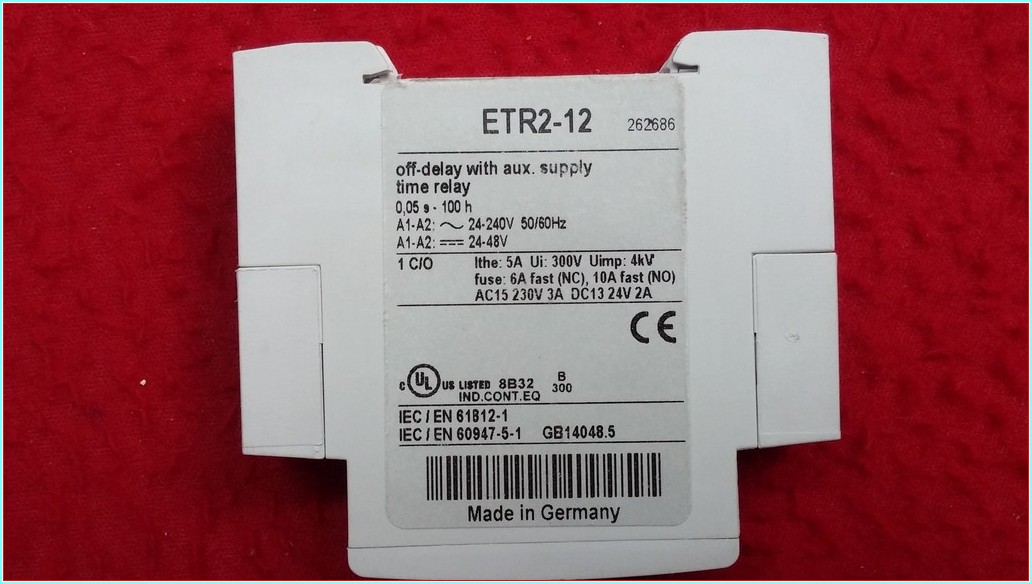 ETR2-12 262686
off-delay with aux. supply
time relay
0,05 s - 100 h
A1-A2: ~ 24-240V 50/60Hz
A1-A2: ⎓ 24-48V
1 C/O Ithe: 5A Ui: 300V Uimp: 4kV
fuse: 6A fast (NC), 10A fast (NO)
AC15 230V 3A DC13 24V 2A
CE
c UL US LISTED 8B32 B 300
IND.CONT.EQ
IEC / EN 61812-1
IEC / EN 60947-5-1 GB14048.5
Made in Germany